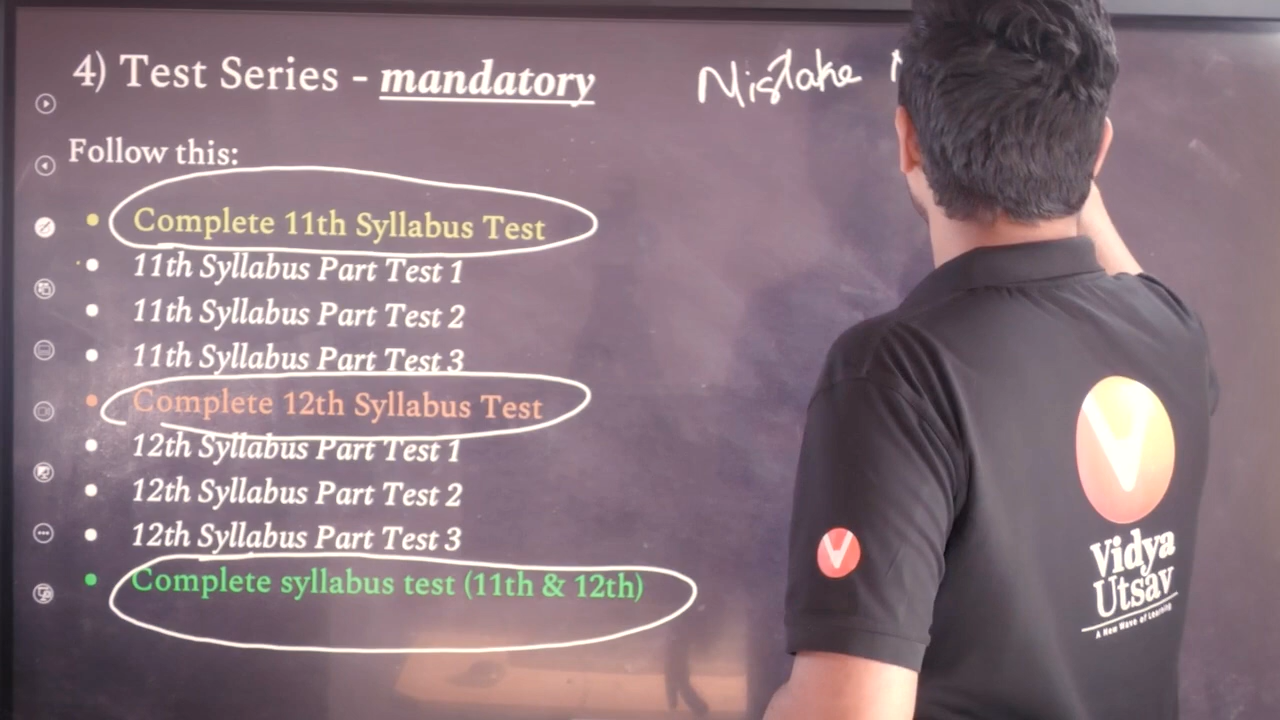 4) Test Series - mandatory
Mistake
Follow this:
• Complete 11th Syllabus Test
• 11th Syllabus Part Test 1
• 11th Syllabus Part Test 2
• 11th Syllabus Part Test 3
• Complete 12th Syllabus Test
• 12th Syllabus Part Test 1
• 12th Syllabus Part Test 2
• 12th Syllabus Part Test 3
• Complete syllabus test (11th & 12th)
Vidya
Utsav
A New Wave of Learning